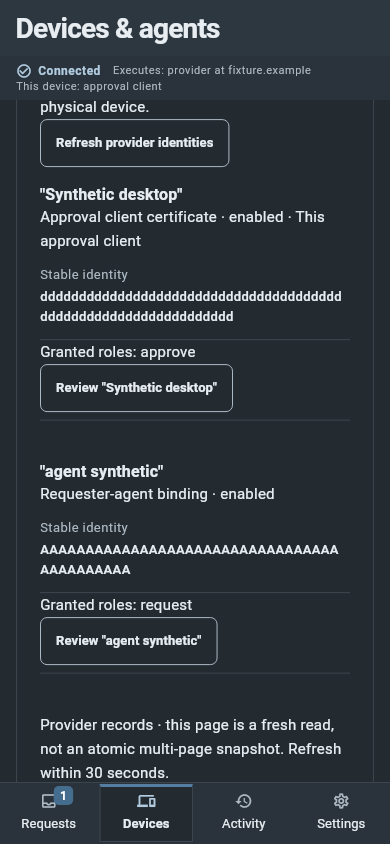 Devices & agents
Connected Executes: provider at fixture.example
This device: approval client
physical device.
Refresh provider identities
"Synthetic desktop"
Approval client certificate · enabled · This
approval client
Stable identity
ddddddddddddddddddddddddddddddddddddddd
ddddddddddddddddddddddddd
Granted roles: approve
Review "Synthetic desktop"
"agent synthetic"
Requester-agent binding · enabled
Stable identity
AAAAAAAAAAAAAAAAAAAAAAAAAAAAAAAAA
AAAAAAAAAA
Granted roles: request
Review "agent synthetic"
Provider records · this page is a fresh read,
not an atomic multi-page snapshot. Refresh
within 30 seconds.
1
Requests Devices Activity Settings